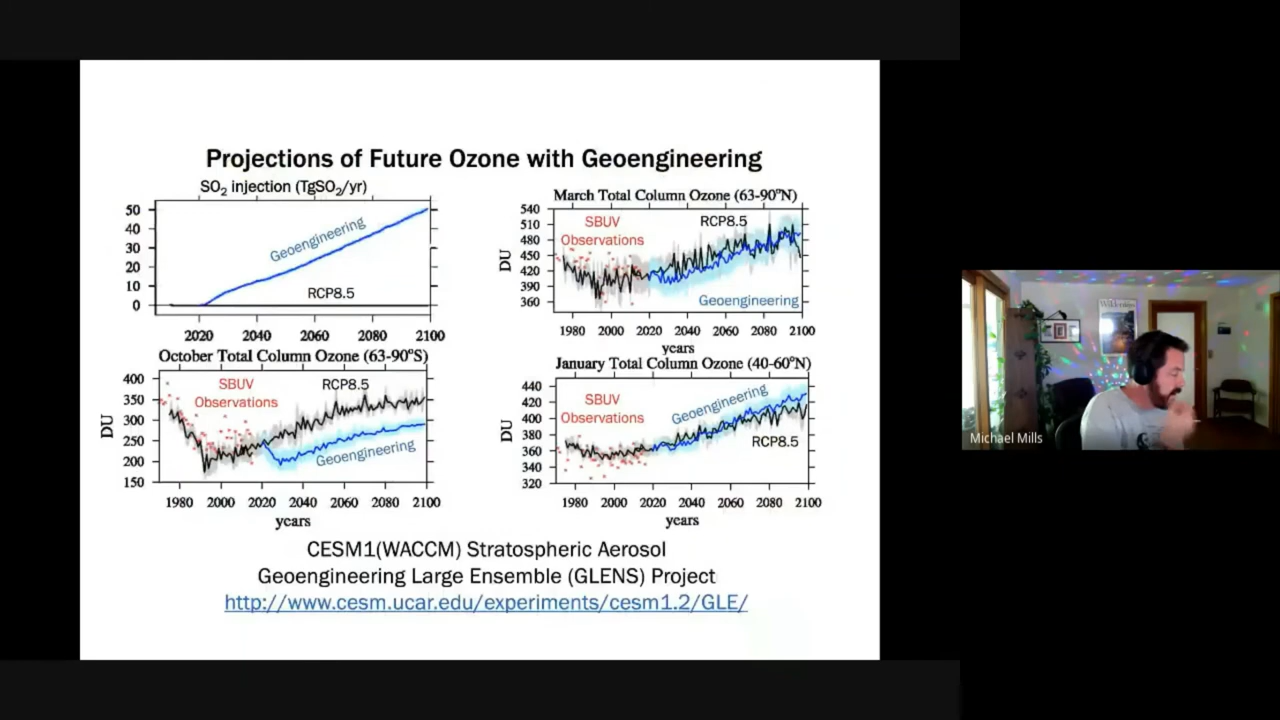 Projections of Future Ozone with Geoengineering
SO2 injection (TgSO2/yr)
50
40
30
20
10
0
Geoengineering
RCP8.5
2020 2040 2060 2080 2100
March Total Column Ozone (63-90°N)
540
510
480
450
420
390
360
DU
SBUV
Observations
RCP8.5
Geoengineering
1980 2000 2020 2040 2060 2080 2100
years
October Total Column Ozone (63-90°S)
400
350
300
250
200
150
DU
SBUV
Observations
RCP8.5
Geoengineering
1980 2000 2020 2040 2060 2080 2100
years
January Total Column Ozone (40-60°N)
440
420
400
380
360
340
320
DU
SBUV
Observations
Geoengineering
RCP8.5
1980 2000 2020 2040 2060 2080 2100
years
CESM1(WACCM) Stratospheric Aerosol
Geoengineering Large Ensemble (GLENS) Project
http://www.cesm.ucar.edu/experiments/cesm1.2/GLE/
Michael Mills